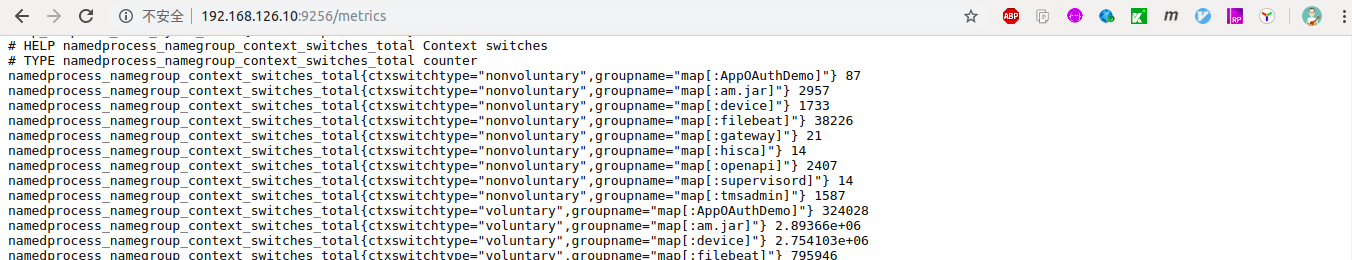 不安全 | 192.168.126.10:9256/metrics
ABP
m
RP
# HELP namedprocess_namegroup_context_switches_total Context switches
# TYPE namedprocess_namegroup_context_switches_total counter
namedprocess_namegroup_context_switches_total{ctxswitchtype="nonvoluntary",groupname="map[:AppOAuthDemo]"} 87
namedprocess_namegroup_context_switches_total{ctxswitchtype="nonvoluntary",groupname="map[:am.jar]"} 2957
namedprocess_namegroup_context_switches_total{ctxswitchtype="nonvoluntary",groupname="map[:device]"} 1733
namedprocess_namegroup_context_switches_total{ctxswitchtype="nonvoluntary",groupname="map[:filebeat]"} 38226
namedprocess_namegroup_context_switches_total{ctxswitchtype="nonvoluntary",groupname="map[:gateway]"} 21
namedprocess_namegroup_context_switches_total{ctxswitchtype="nonvoluntary",groupname="map[:hisca]"} 14
namedprocess_namegroup_context_switches_total{ctxswitchtype="nonvoluntary",groupname="map[:openapi]"} 2407
namedprocess_namegroup_context_switches_total{ctxswitchtype="nonvoluntary",groupname="map[:supervisord]"} 14
namedprocess_namegroup_context_switches_total{ctxswitchtype="nonvoluntary",groupname="map[:tmsadmin]"} 1587
namedprocess_namegroup_context_switches_total{ctxswitchtype="voluntary",groupname="map[:AppOAuthDemo]"} 324028
namedprocess_namegroup_context_switches_total{ctxswitchtype="voluntary",groupname="map[:am.jar]"} 2.89366e+06
namedprocess_namegroup_context_switches_total{ctxswitchtype="voluntary",groupname="map[:device]"} 2.754103e+06
namedprocess_namegroup_context_switches_total{ctxswitchtype="voluntary",groupname="map[:filebeat]"} 795946